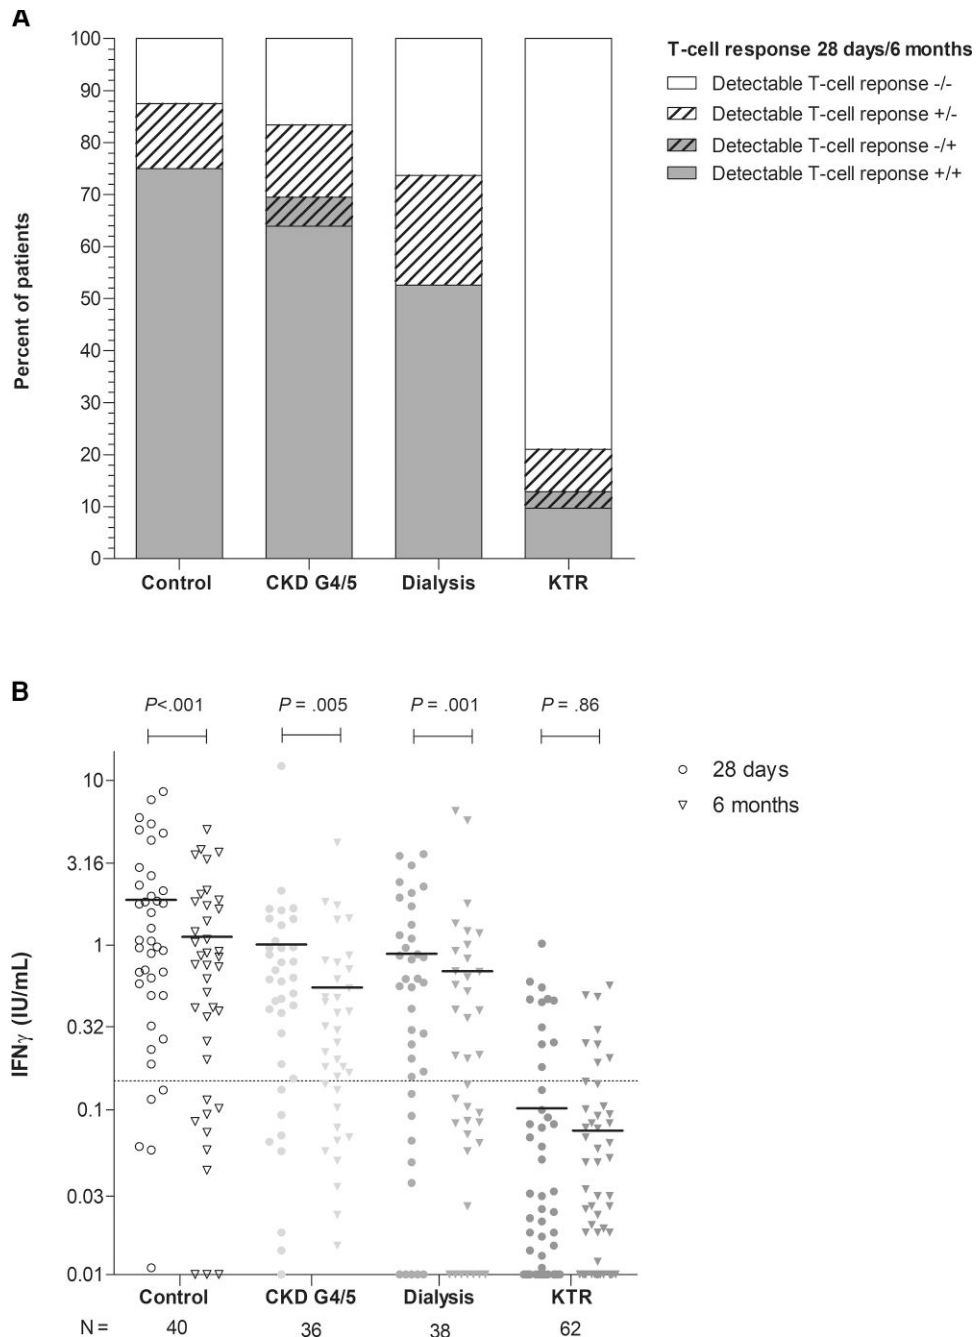 A
T-cell response 28 days/6 months
Detectable T-cell reponse -/-
Detectable T-cell reponse +/-
Detectable T-cell reponse -/+
Detectable T-cell reponse +/+
Percent of patients
100
90
80
70
60
50
40
30
20
10
0
Control CKD G4/5 Dialysis KTR
B
P<.001 P = .005 P = .001 P = .86
28 days
6 months
IFNγ (IU/mL)
10
3.16
1
0.32
0.1
0.03
0.01
Control CKD G4/5 Dialysis KTR
N = 40 36 38 62